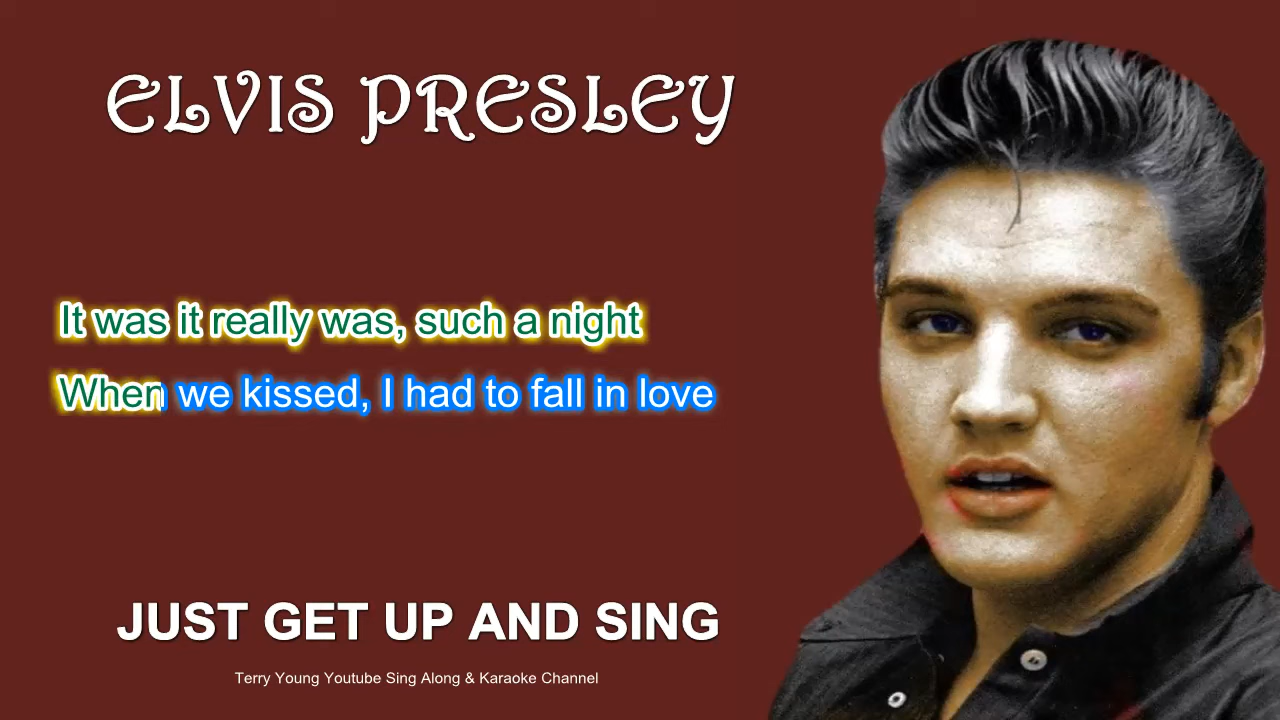 ELVIS PRESLEY
It was it really was, such a night
When we kissed, I had to fall in love
JUST GET UP AND SING
Terry Young Youtube Sing Along & Karaoke Channel